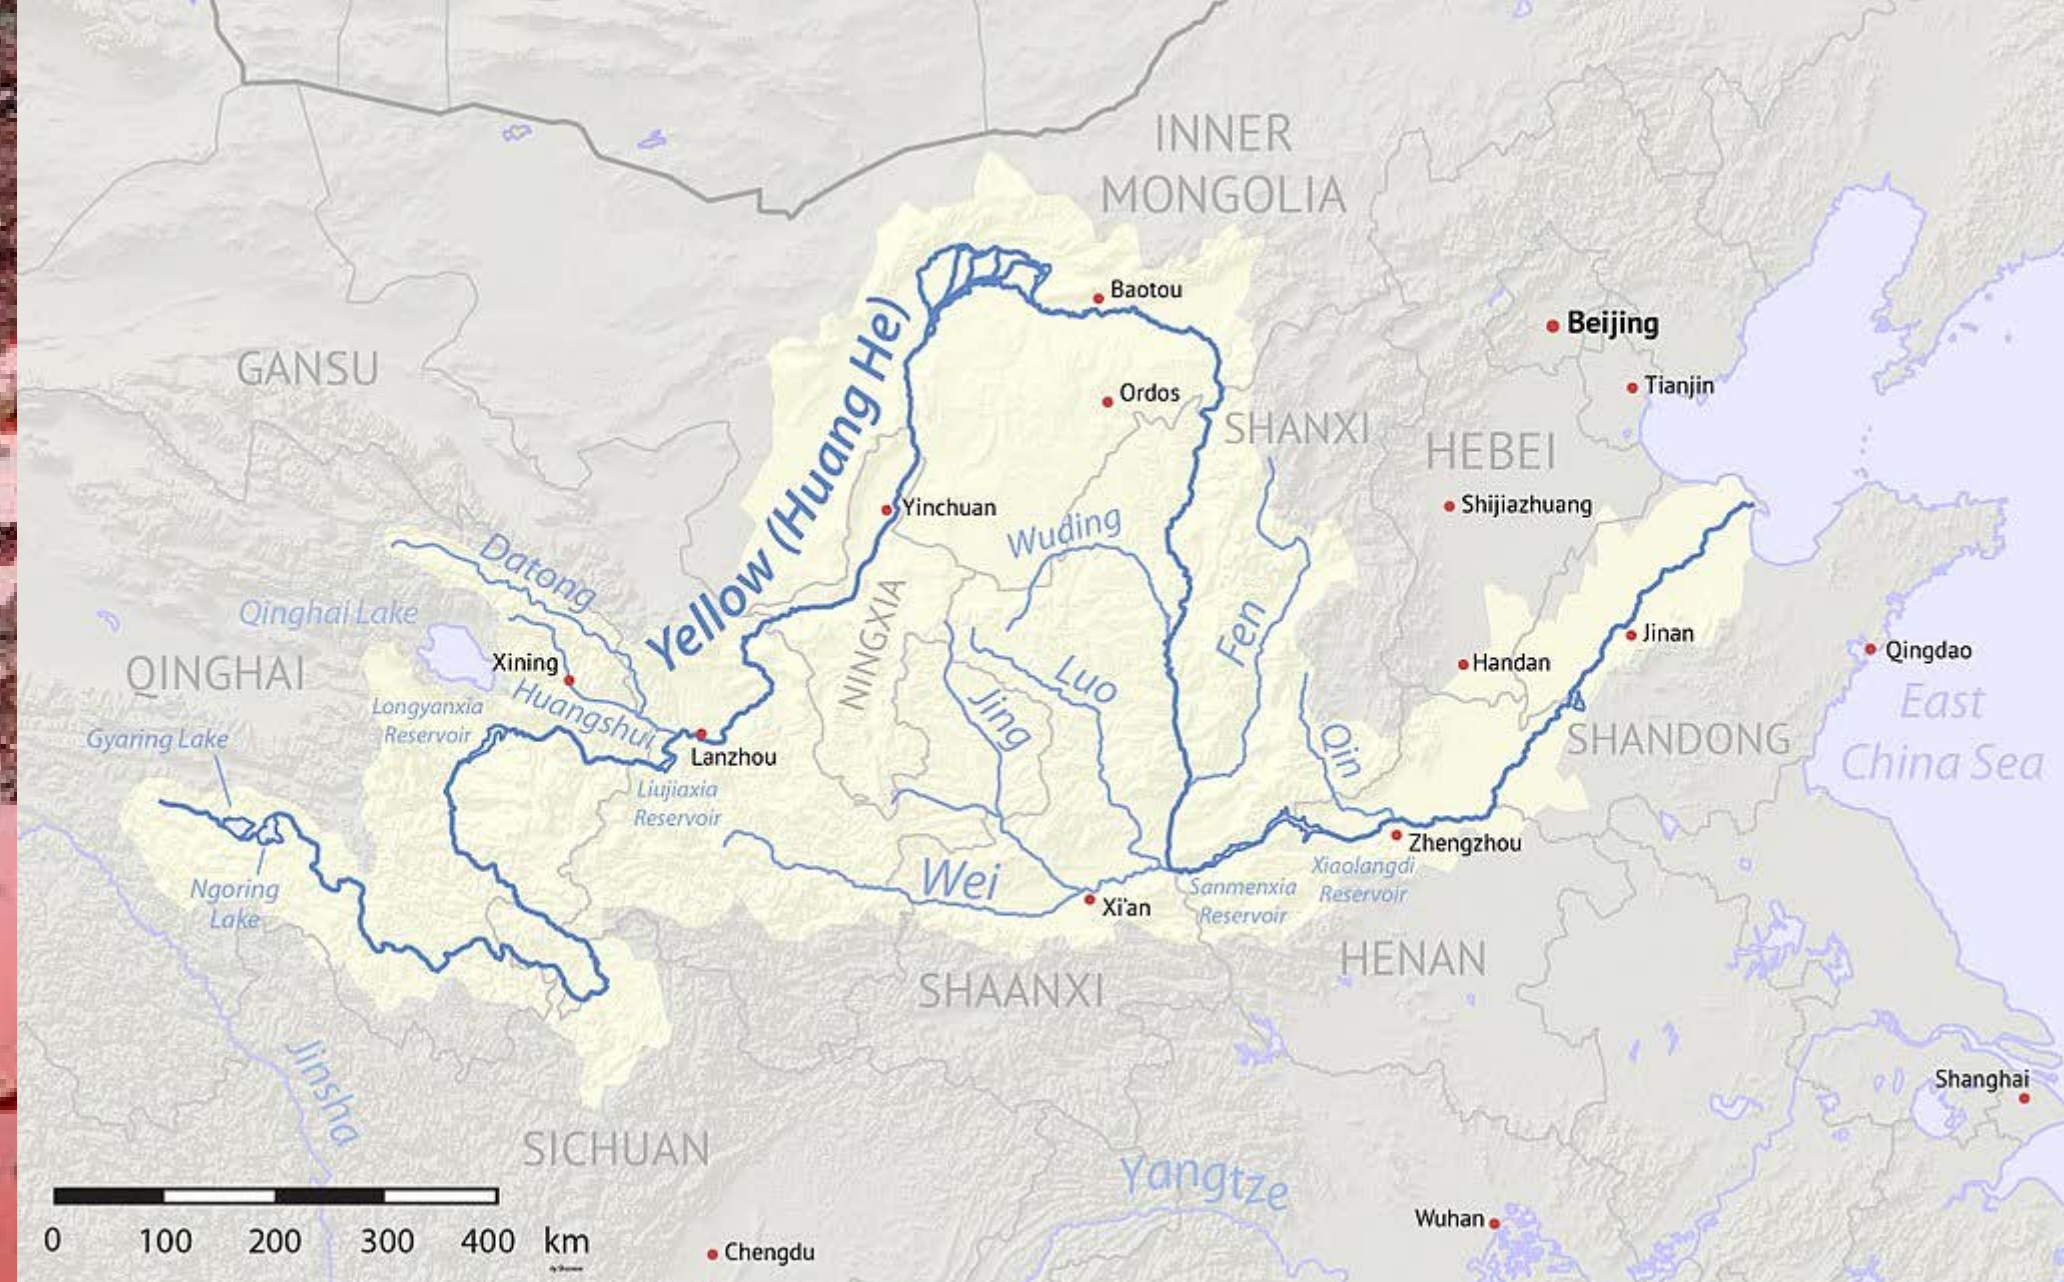 INNER
MONGOLIA
Baotou
Beijing
GANSU
Tianjin
Ordos
SHANXI
HEBEI
Yellow (Huang He)
Yinchuan
Shijiazhuang
Wuding
Datong
Qinghai Lake
NINGXIA
Fen
Jinan
Xining
QINGHAI
Luo
Handan
Qingdao
Huangshui
Jing
East
China Sea
Longyanxia
Reservoir
Gyaring Lake
Qin
SHANDONG
Lanzhou
Liujiaxia
Reservoir
Zhengzhou
Wei
Xiaolangdi
Reservoir
Sanmenxia
Reservoir
Ngoring
Lake
Xi'an
HENAN
SHAANXI
Jinsha
Shanghai
SICHUAN
Yangtze
Wuhan
Chengdu
0 100 200 300 400 km